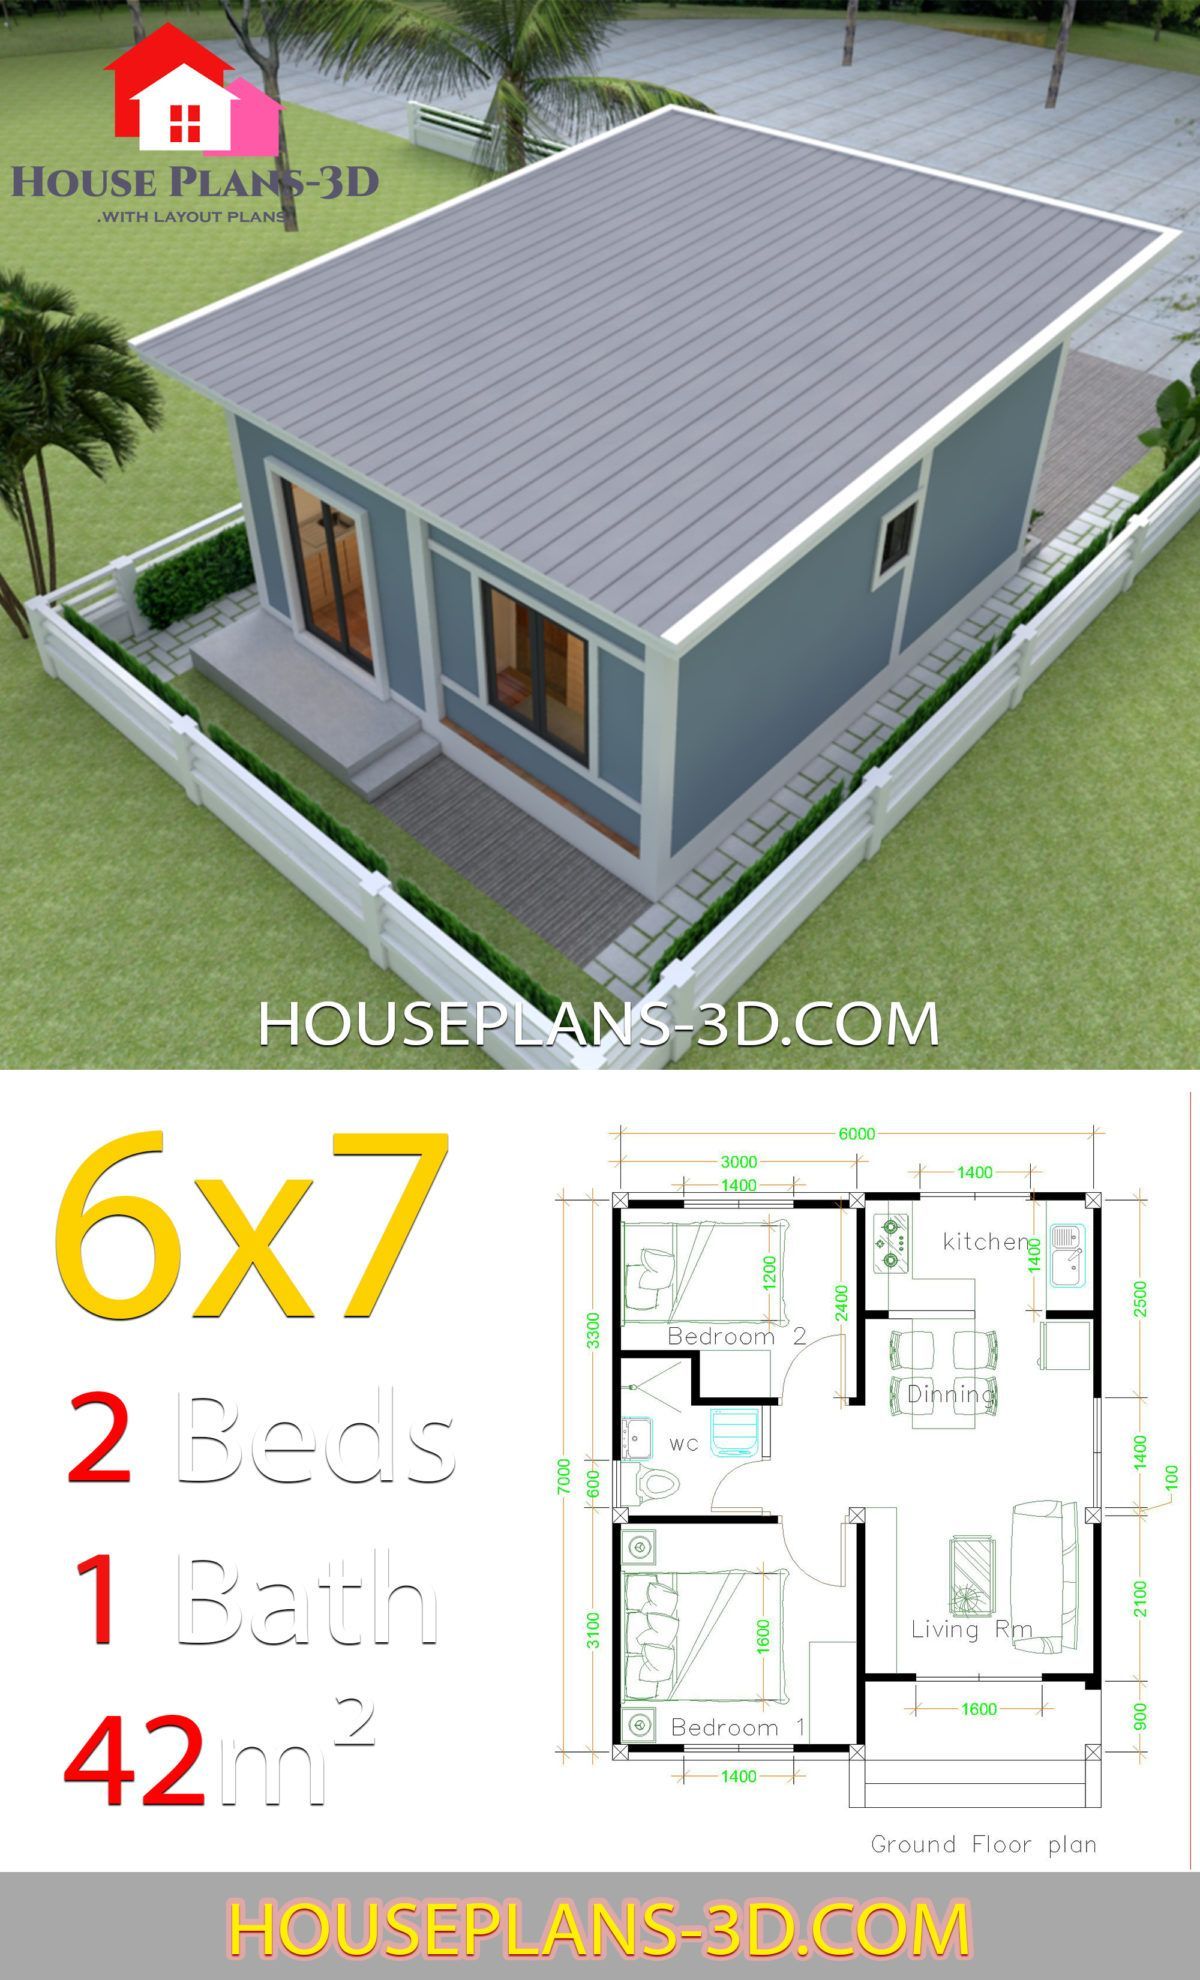 HOUSE PLANS-3D
.WITH LAYOUT PLANS
HOUSEPLANS-3D.COM
6x7
2 Beds
1 Bath
42m²
6000
3000
1400
1400
kitchen
1400
1200
2400
2500
3300
Bedroom 2
Dinning
wc
1400
7000
600
100
Living Rm
1600
2100
3100
Bedroom 1
1600
900
1400
Ground Floor plan
HOUSEPLANS-3D.COM